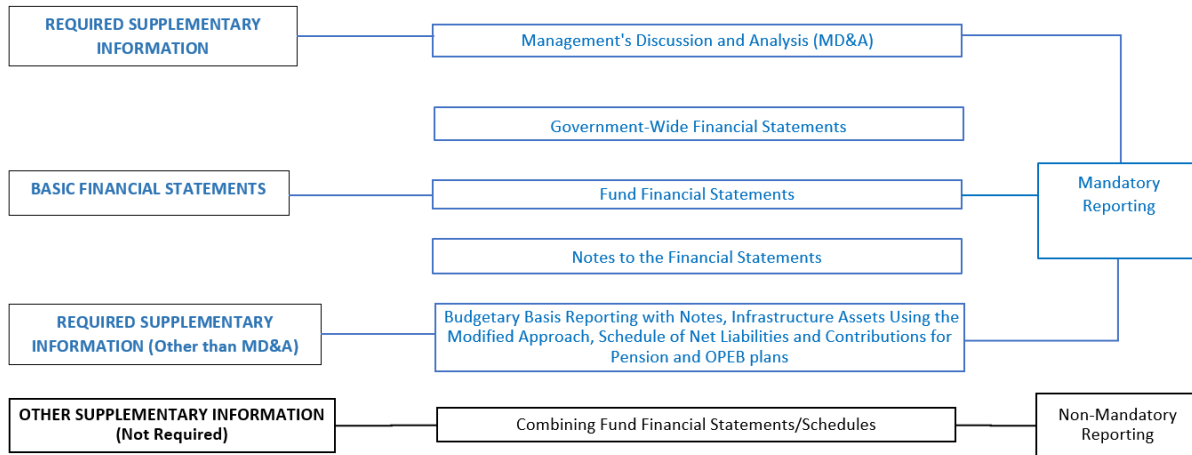 REQUIRED SUPPLEMENTARY
INFORMATION
Management's Discussion and Analysis (MD&A)
Government-Wide Financial Statements
BASIC FINANCIAL STATEMENTS
Fund Financial Statements
Mandatory
Reporting
Notes to the Financial Statements
REQUIRED SUPPLEMENTARY
INFORMATION (Other than MD&A)
Budgetary Basis Reporting with Notes, Infrastructure Assets Using the
Modified Approach, Schedule of Net Liabilities and Contributions for
Pension and OPEB plans
OTHER SUPPLEMENTARY INFORMATION
(Not Required)
Combining Fund Financial Statements/Schedules
Non-Mandatory
Reporting